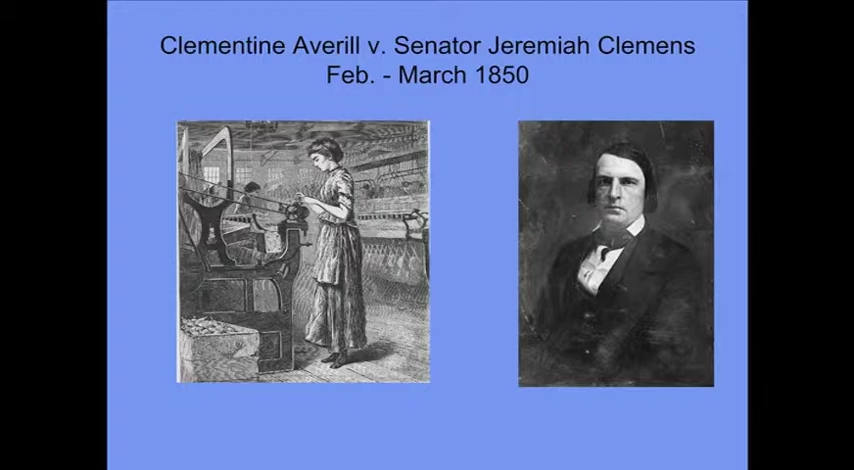 Clementine Averill v. Senator Jeremiah Clemens
Feb. - March 1850